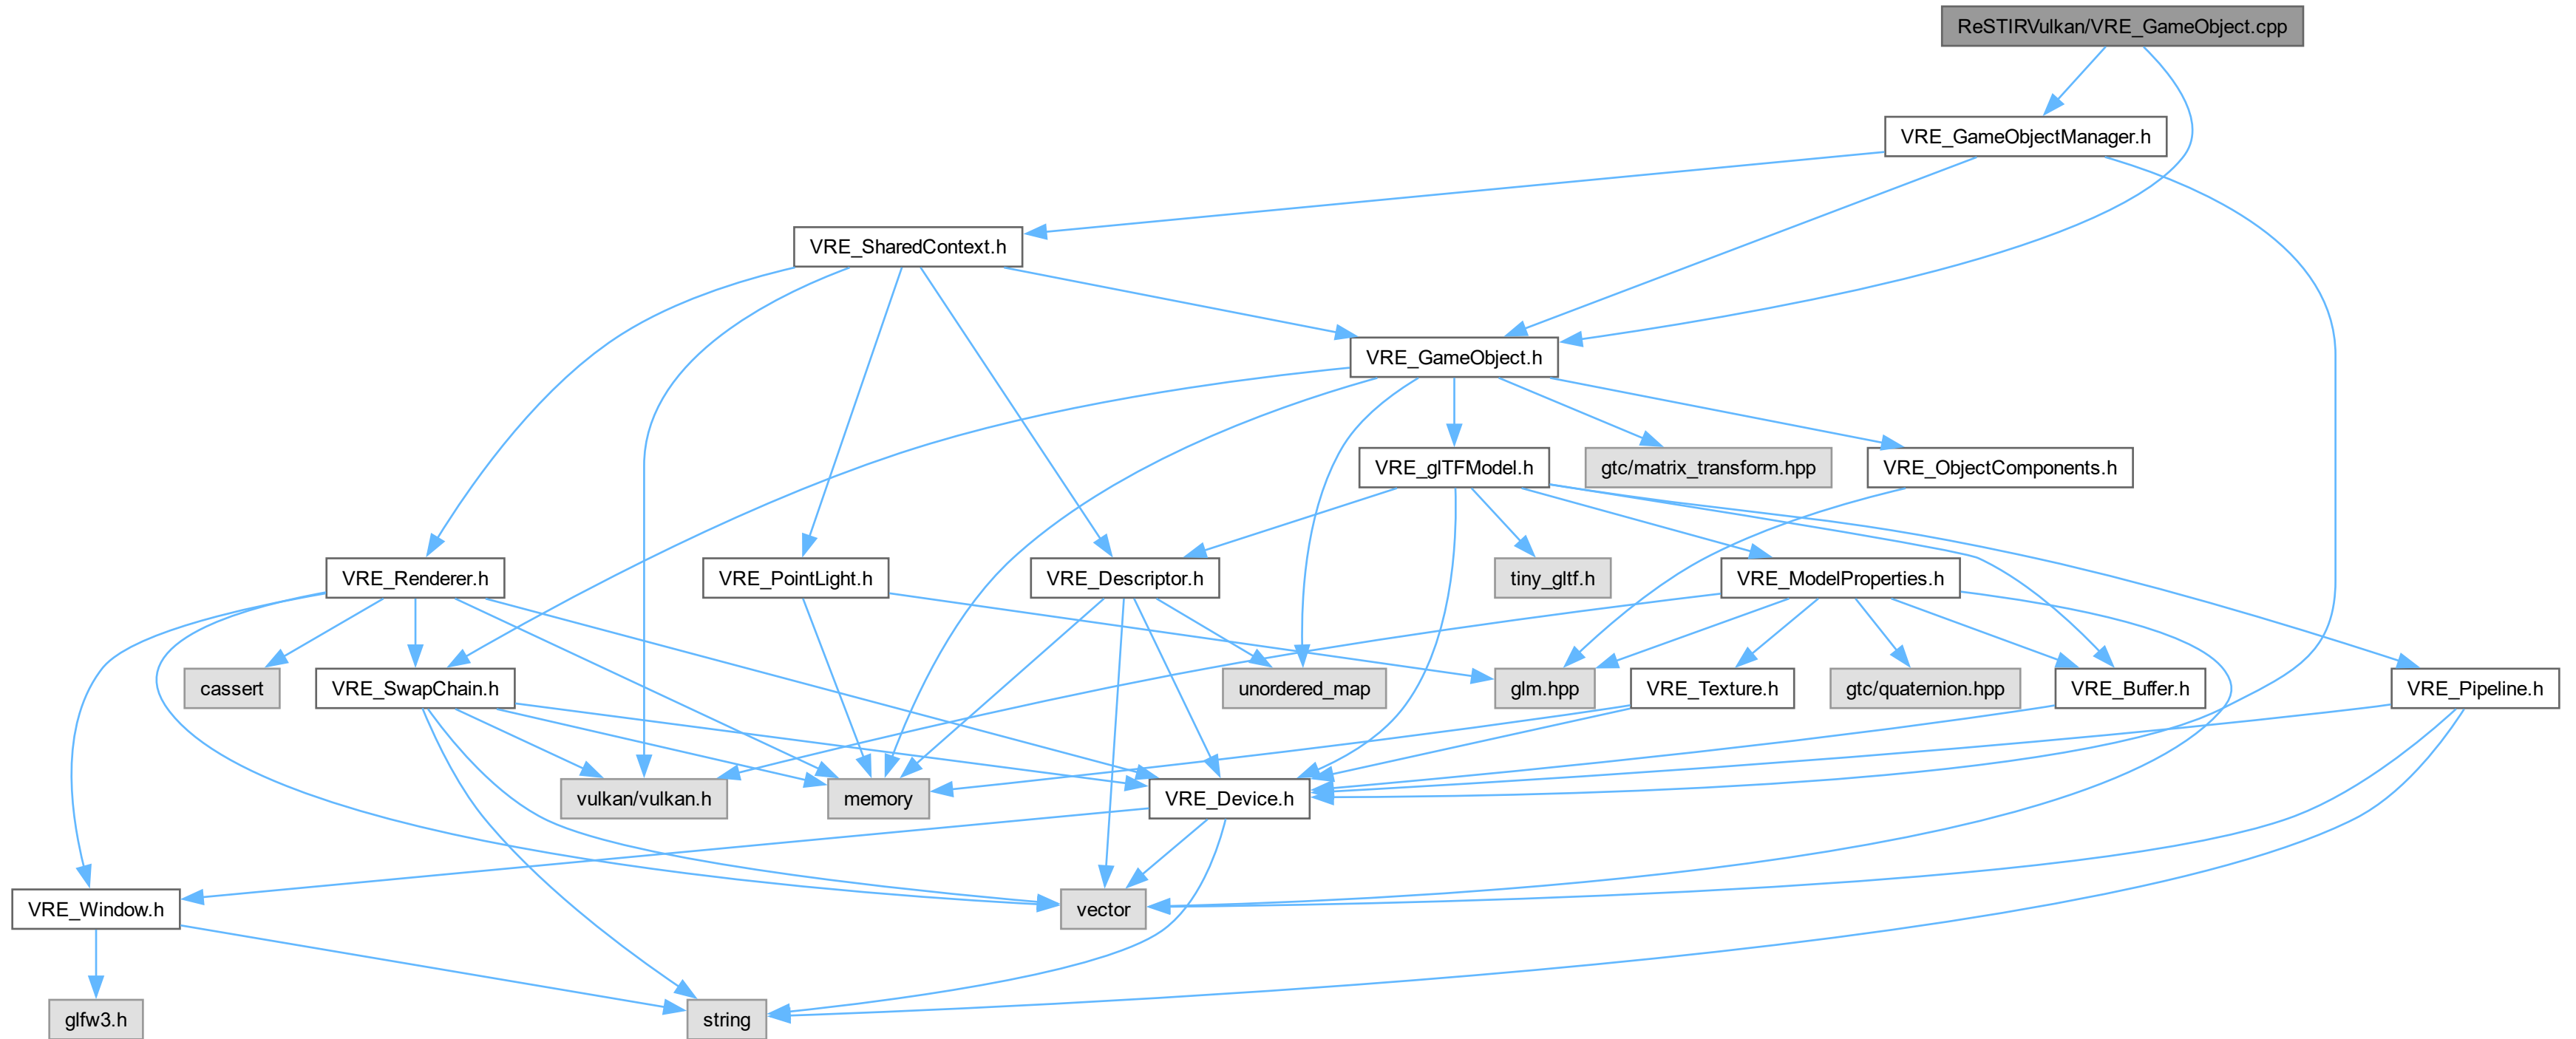 ReSTIRVulkan/VRE_GameObject.cpp
VRE_GameObjectManager.h
VRE_SharedContext.h
VRE_GameObject.h
VRE_glTFModel.h
gtc/matrix_transform.hpp
VRE_ObjectComponents.h
VRE_Renderer.h
VRE_PointLight.h
VRE_Descriptor.h
tiny_gltf.h
VRE_ModelProperties.h
cassert
VRE_SwapChain.h
unordered_map
glm.hpp
VRE_Texture.h
gtc/quaternion.hpp
VRE_Buffer.h
VRE_Pipeline.h
vulkan/vulkan.h
memory
VRE_Device.h
VRE_Window.h
vector
glfw3.h
string